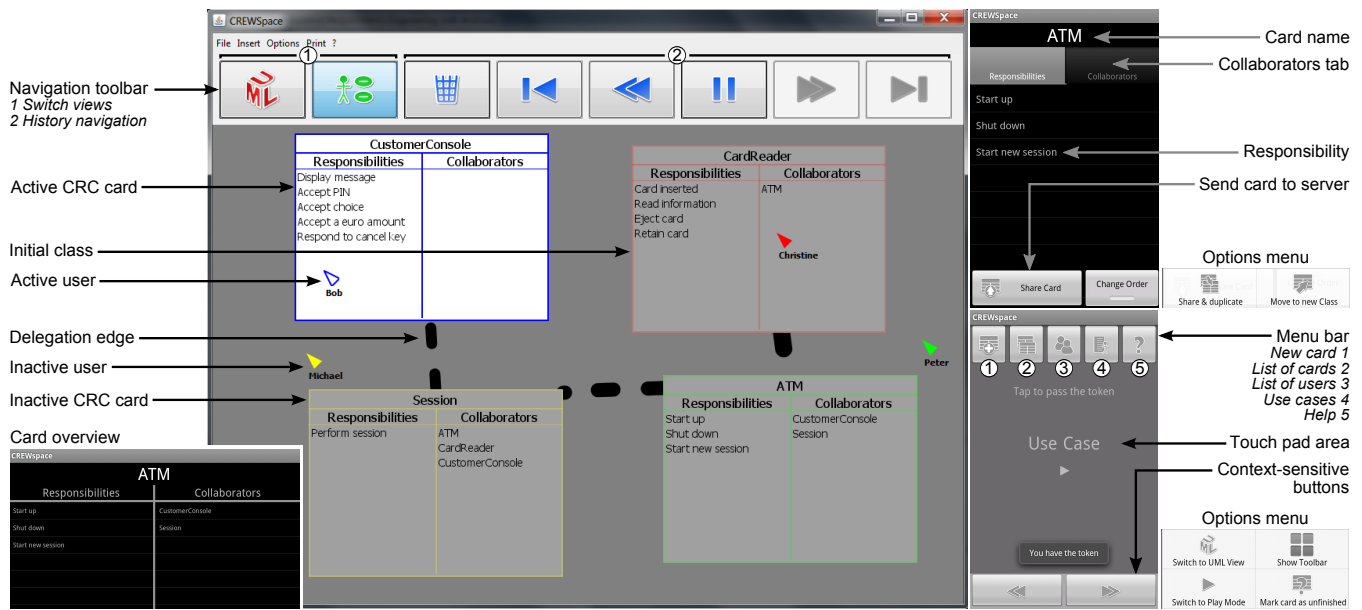 CREWSpace
File Insert Options Print ?
1
2
Navigation toolbar
1 Switch views
2 History navigation
Active CRC card
Initial class
Active user
Delegation edge
Inactive user
Inactive CRC card
UML
CustomerConsole
Responsibilities Collaborators
Display message
Accept PIN
Accept choice
Accept a euro amount
Respond to cancel key
Bob
CardReader
Responsibilities Collaborators
Card inserted ATM
Read information
Eject card
Retain card
Christine
Michael
Peter
Session
Responsibilities Collaborators
Perform session ATM
CardReader
CustomerConsole
ATM
Responsibilities Collaborators
Start up CustomerConsole
Shut down Session
Start new session
Card overview
CREWspace
ATM
Responsibilities Collaborators
Start up CustomerConsole
Shut down Session
Start new session
CREWSpace
ATM
Responsibilities Collaborators
Start up
Shut down
Start new session
Share Card Change Order
Card name
Collaborators tab
Responsibility
Send card to server
Options menu
Share & duplicate Move to new Class
CREWspace
1 2 3 4 5
Tap to pass the token
Use Case
You have the token
Menu bar
New card 1
List of cards 2
List of users 3
Use cases 4
Help 5
Touch pad area
Context-sensitive
buttons
Options menu
UML
Switch to UML View Show Toolbar
Switch to Play Mode Mark card as unfinished